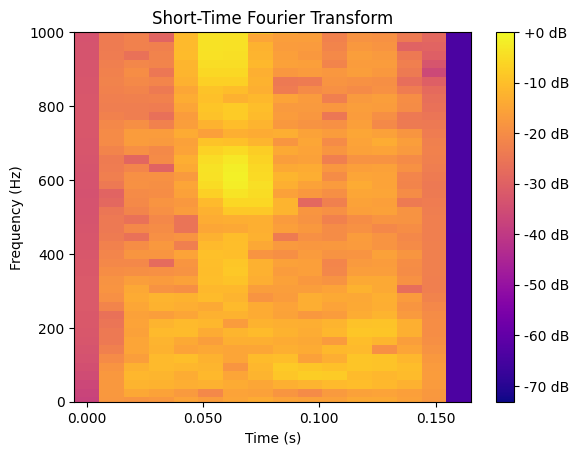 Short-Time Fourier Transform
1000
800
600
400
200
0
Frequency (Hz)
0.000
0.050
0.100
0.150
Time (s)
+0 dB
-10 dB
-20 dB
-30 dB
-40 dB
-50 dB
-60 dB
-70 dB